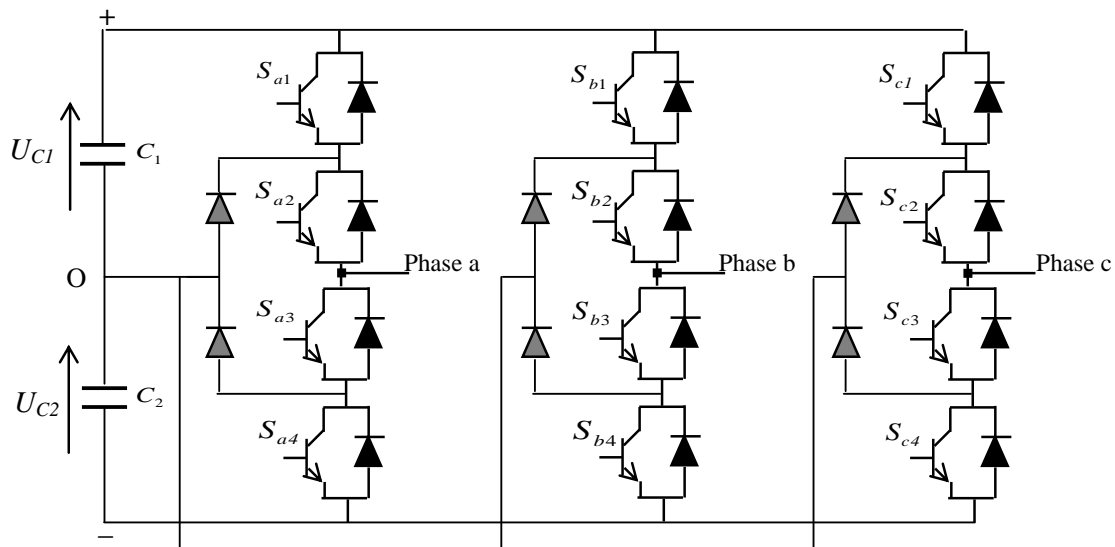 +
S_{a1} S_{b1} S_{c1}
U_{C1} C_1
S_{a2} S_{b2} S_{c2}
O Phase a Phase b Phase c
S_{a3} S_{b3} S_{c3}
U_{C2} C_2
S_{a4} S_{b4} S_{c4}
−